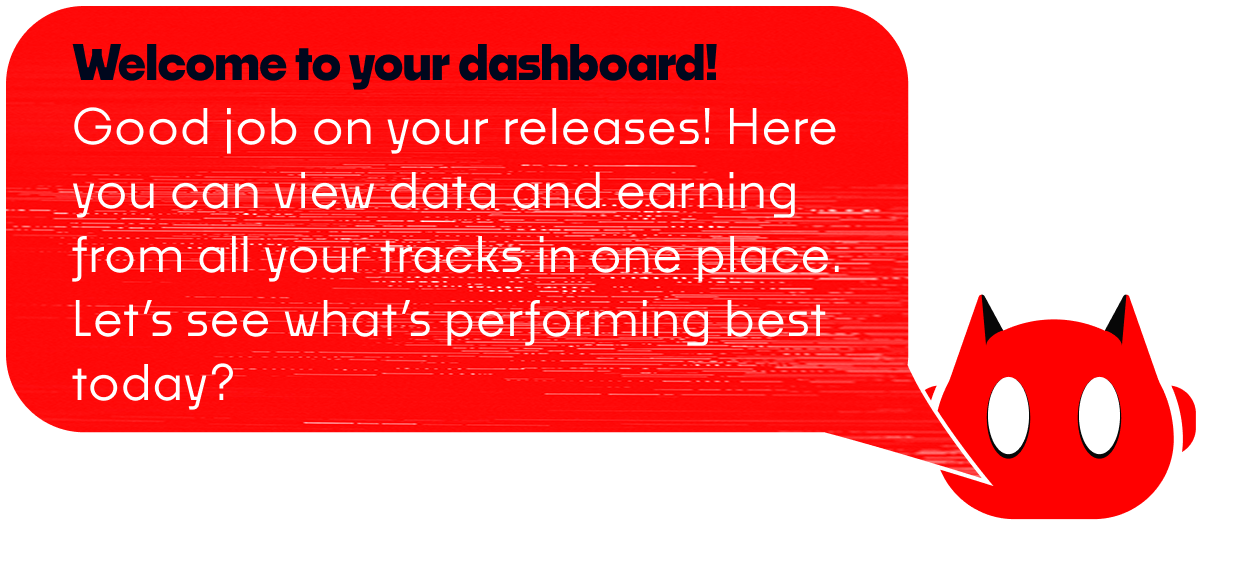 Welcome to your dashboard!
Good job on your releases! Here
you can view data and earning
from all your tracks in one place.
Let’s see what’s performing best
today?